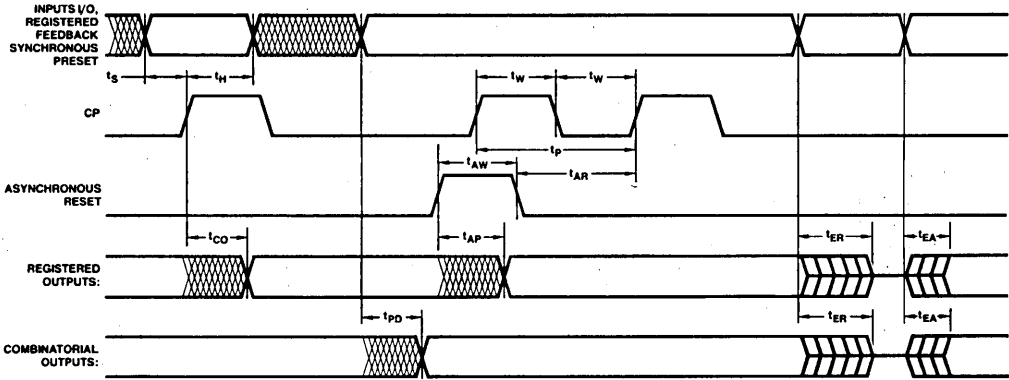 INPUTS I/O,
REGISTERED
FEEDBACK
SYNCHRONOUS
PRESET
tS
tH
tW
tW
CP
tP
tAW
tAR
ASYNCHRONOUS
RESET
tCO
tAP
tER
tEA
REGISTERED
OUTPUTS:
tPD
tER
tEA
COMBINATORIAL
OUTPUTS: